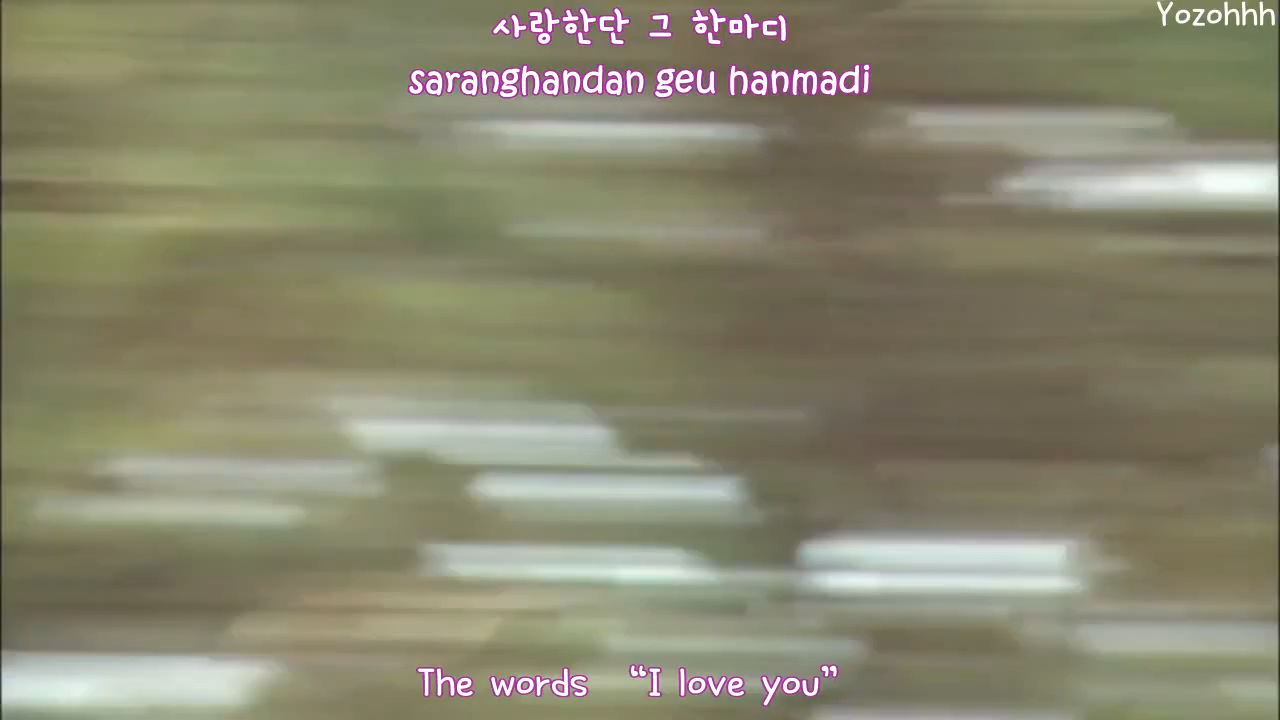 Yozohhh
사랑한단 그 한마디
saranghandan geu hanmadi
The words “I love you”